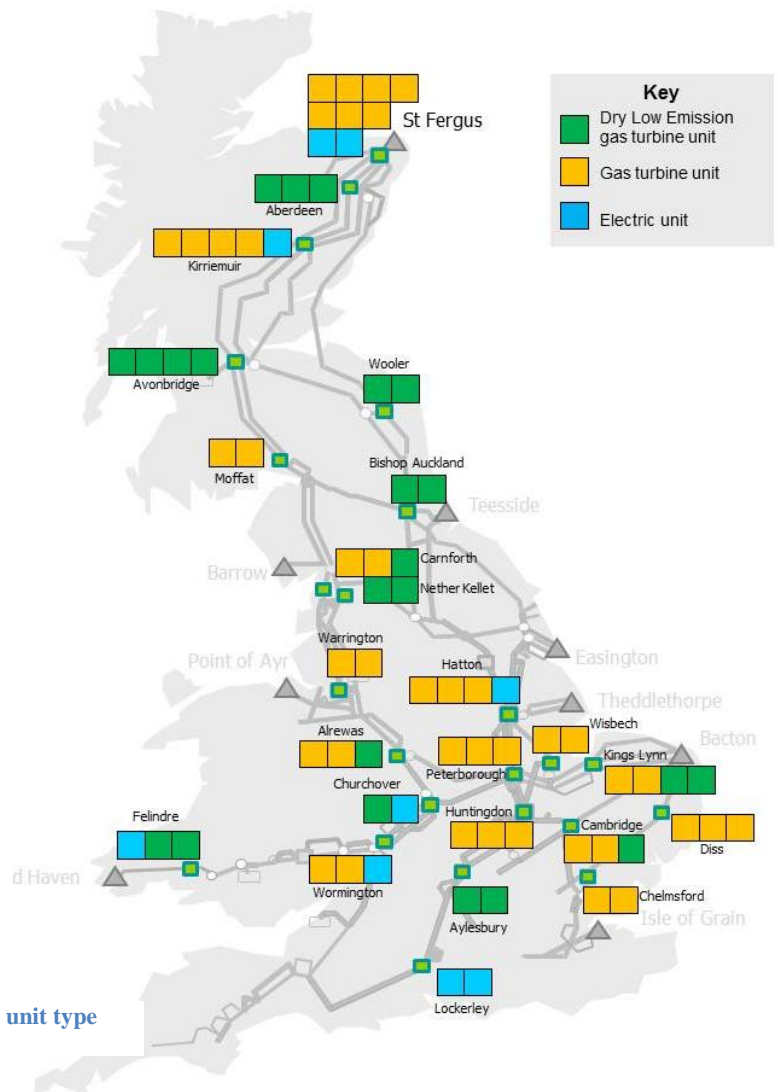 Key
Dry Low Emission
gas turbine unit
Gas turbine unit
Electric unit
St Fergus
Aberdeen
Kirriemuir
Avonbridge
Wooler
Moffat
Bishop Auckland
Teesside
Barrow
Carnforth
Nether Kellet
Warrington
Point of Ayr
Hatton
Easington
Theddlethorpe
Wisbech
Alrewas
Peterborough
Kings Lynn
Bacton
Churchover
Huntingdon
Cambridge
Felindre
Diss
d Haven
Wormington
Chelmsford
Aylesbury
Isle of Grain
Lockerley
unit type